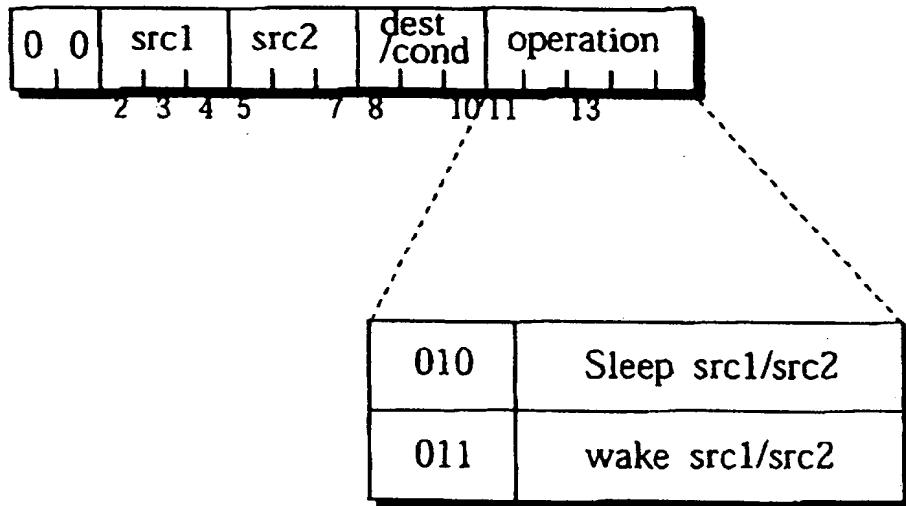 0 0 src1 src2 dest /cond operation
2 3 4 5 7 8 10 11 13
010 Sleep src1/src2
011 wake src1/src2